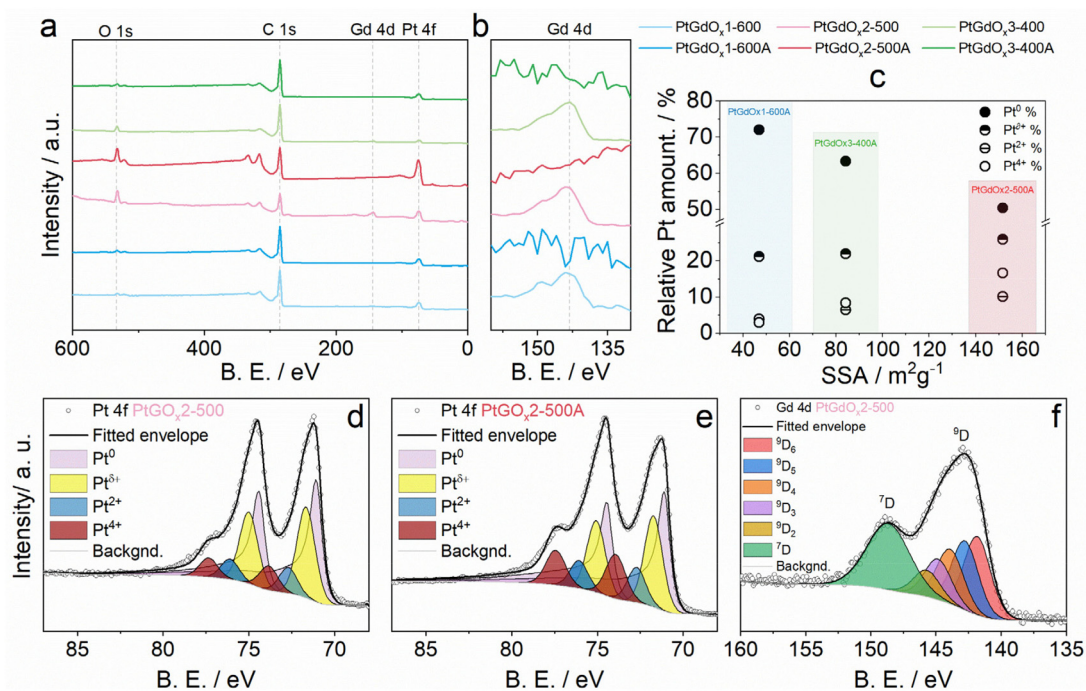 a
O 1s
C 1s
Gd 4d
Pt 4f
Intensity / a.u.
600
400
200
0
B. E. / eV
b
Gd 4d
150
135
B. E. / eV
PtGdOx1-600
PtGdOx2-500
PtGdOx3-400
PtGdOx1-600A
PtGdOx2-500A
PtGdOx3-400A
c
Relative Pt amount. / %
80
70
60
50
20
10
0
PtGdOx1-600A
PtGdOx3-400A
PtGdOx2-500A
Pt⁰ %
Ptᵟ⁺ %
Pt²⁺ %
Pt⁴⁺ %
40
60
80
100
120
140
160
SSA / m²g⁻¹
d
Pt 4f PtGOx2-500
Fitted envelope
Pt⁰
Ptᵟ⁺
Pt²⁺
Pt⁴⁺
Backgnd.
Intensity/ a. u.
85
80
75
70
B. E. / eV
e
Pt 4f PtGOx2-500A
Fitted envelope
Pt⁰
Ptᵟ⁺
Pt²⁺
Pt⁴⁺
Backgnd.
85
80
75
70
B. E. / eV
f
Gd 4d PtGdOx2-500
Fitted envelope
⁹D₆
⁹D₅
⁹D₄
⁹D₃
⁹D₂
⁷D
Backgnd.
⁷D
⁹D
160
155
150
145
140
135
B. E. / eV